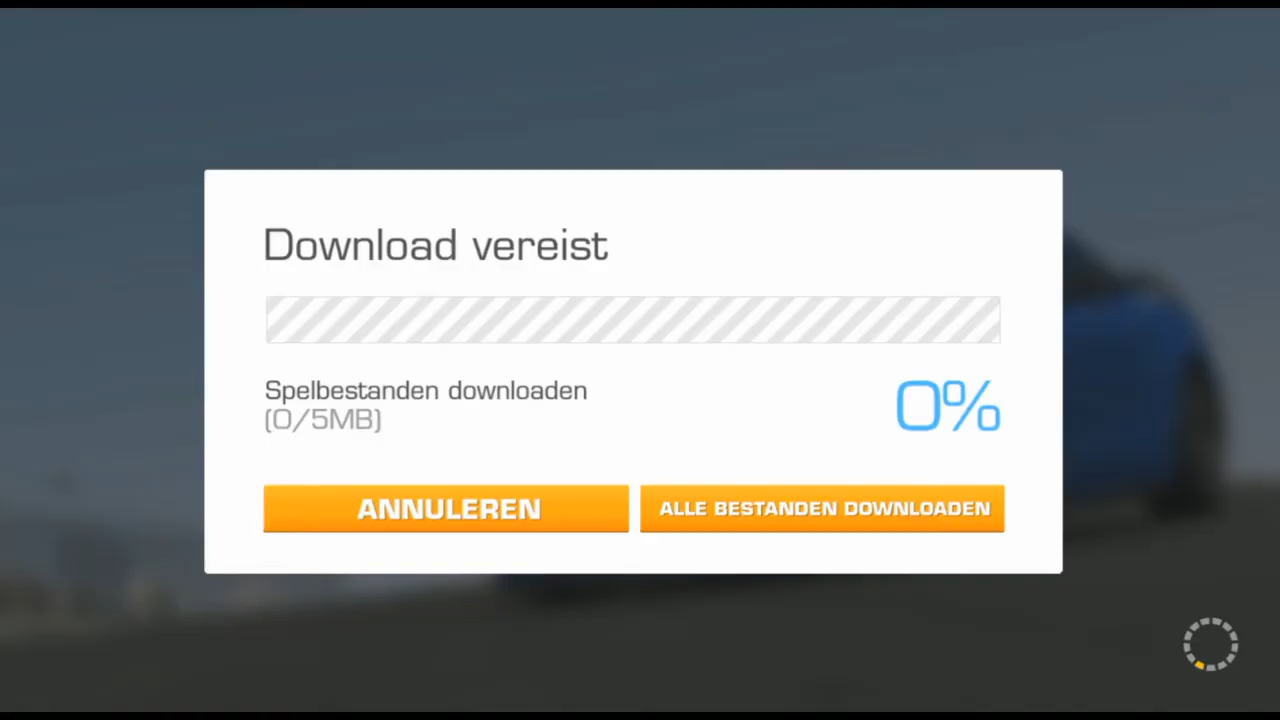 Download vereist
Spelbestanden downloaden
(0/5MB)
0%
ANNULEREN
ALLE BESTANDEN DOWNLOADEN